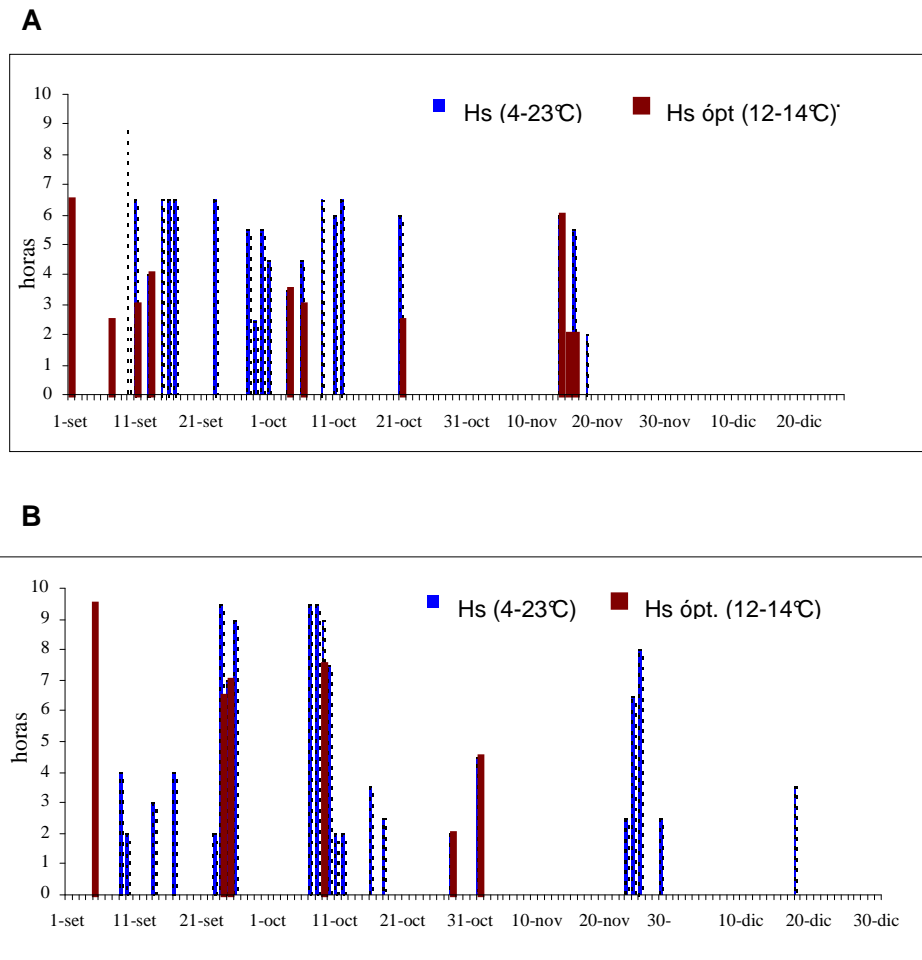 A
Hs (4-23°C) Hs ópt (12-14°C)
10
9
8
7
6
5
4
3
2
1
0
horas
1-set 11-set 21-set 1-oct 11-oct 21-oct 31-oct 10-nov 20-nov 30-nov 10-dic 20-dic
B
Hs (4-23°C) Hs ópt. (12-14°C)
10
9
8
7
6
5
4
3
2
1
0
horas
1-set 11-set 21-set 1-oct 11-oct 21-oct 31-oct 10-nov 20-nov 30- 10-dic 20-dic 30-dic